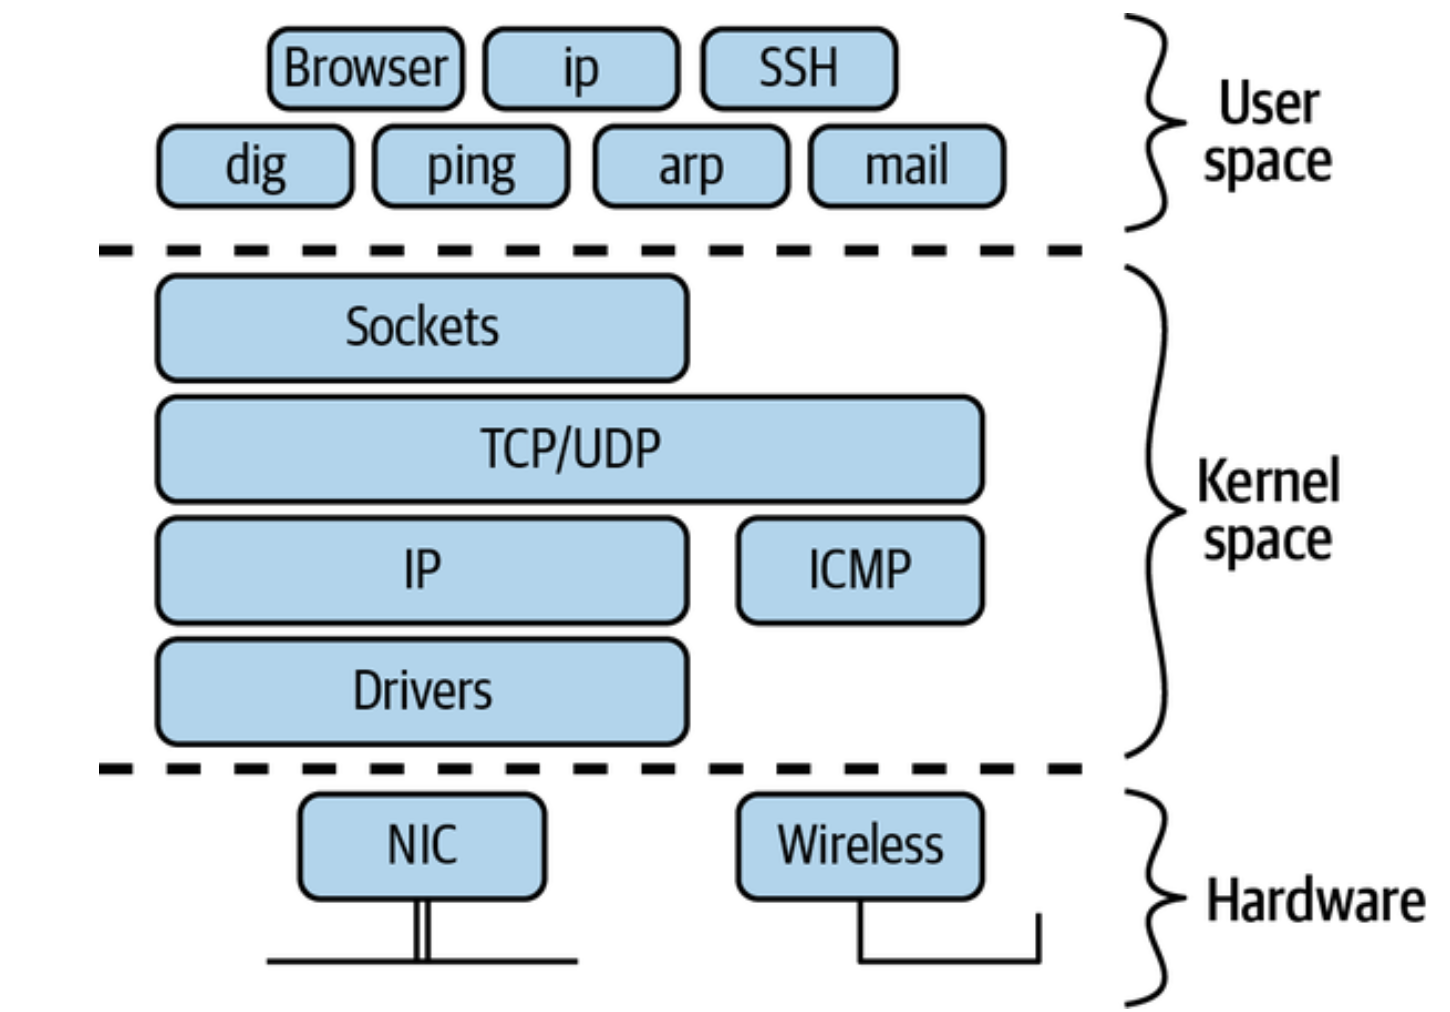 Browser
ip
SSH
dig
ping
arp
mail
User
space
Sockets
TCP/UDP
IP
ICMP
Drivers
Kernel
space
NIC
Wireless
Hardware